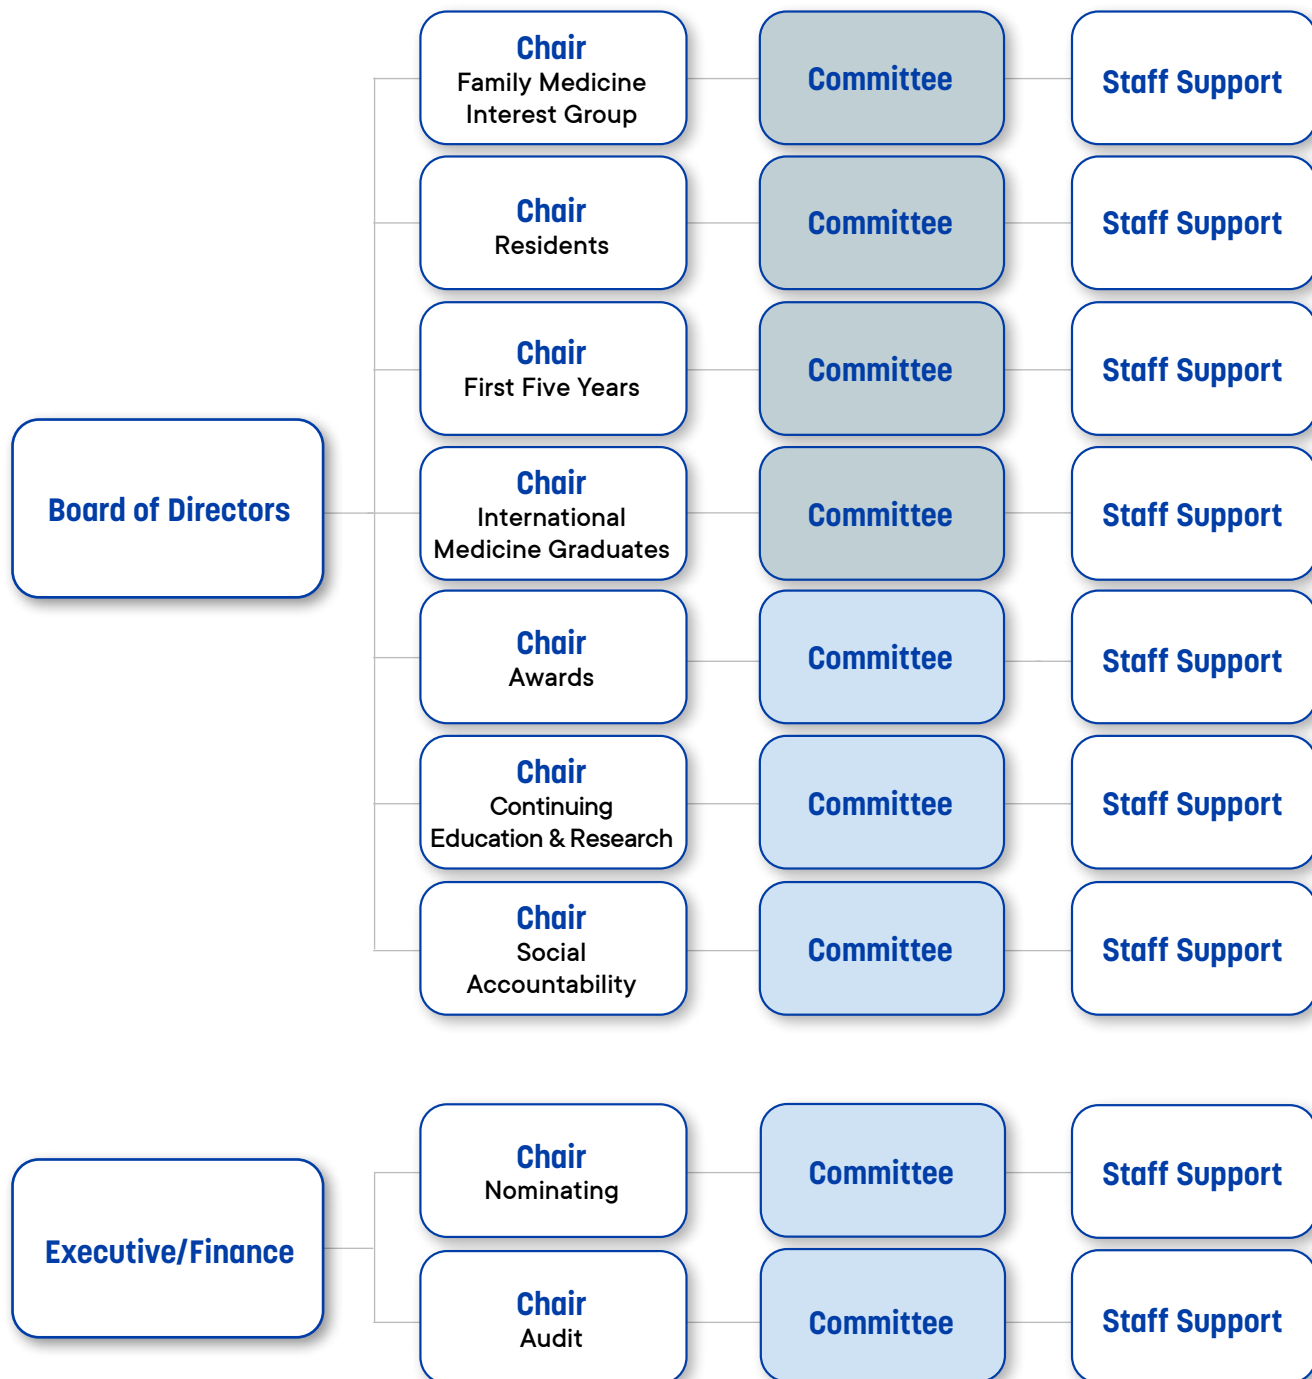 Chair
Family Medicine
Interest Group
Committee
Staff Support
Chair
Residents
Committee
Staff Support
Chair
First Five Years
Committee
Staff Support
Board of Directors
Chair
International
Medicine Graduates
Committee
Staff Support
Chair
Awards
Committee
Staff Support
Chair
Continuing
Education & Research
Committee
Staff Support
Chair
Social
Accountability
Committee
Staff Support
Executive/Finance
Chair
Nominating
Committee
Staff Support
Chair
Audit
Committee
Staff Support